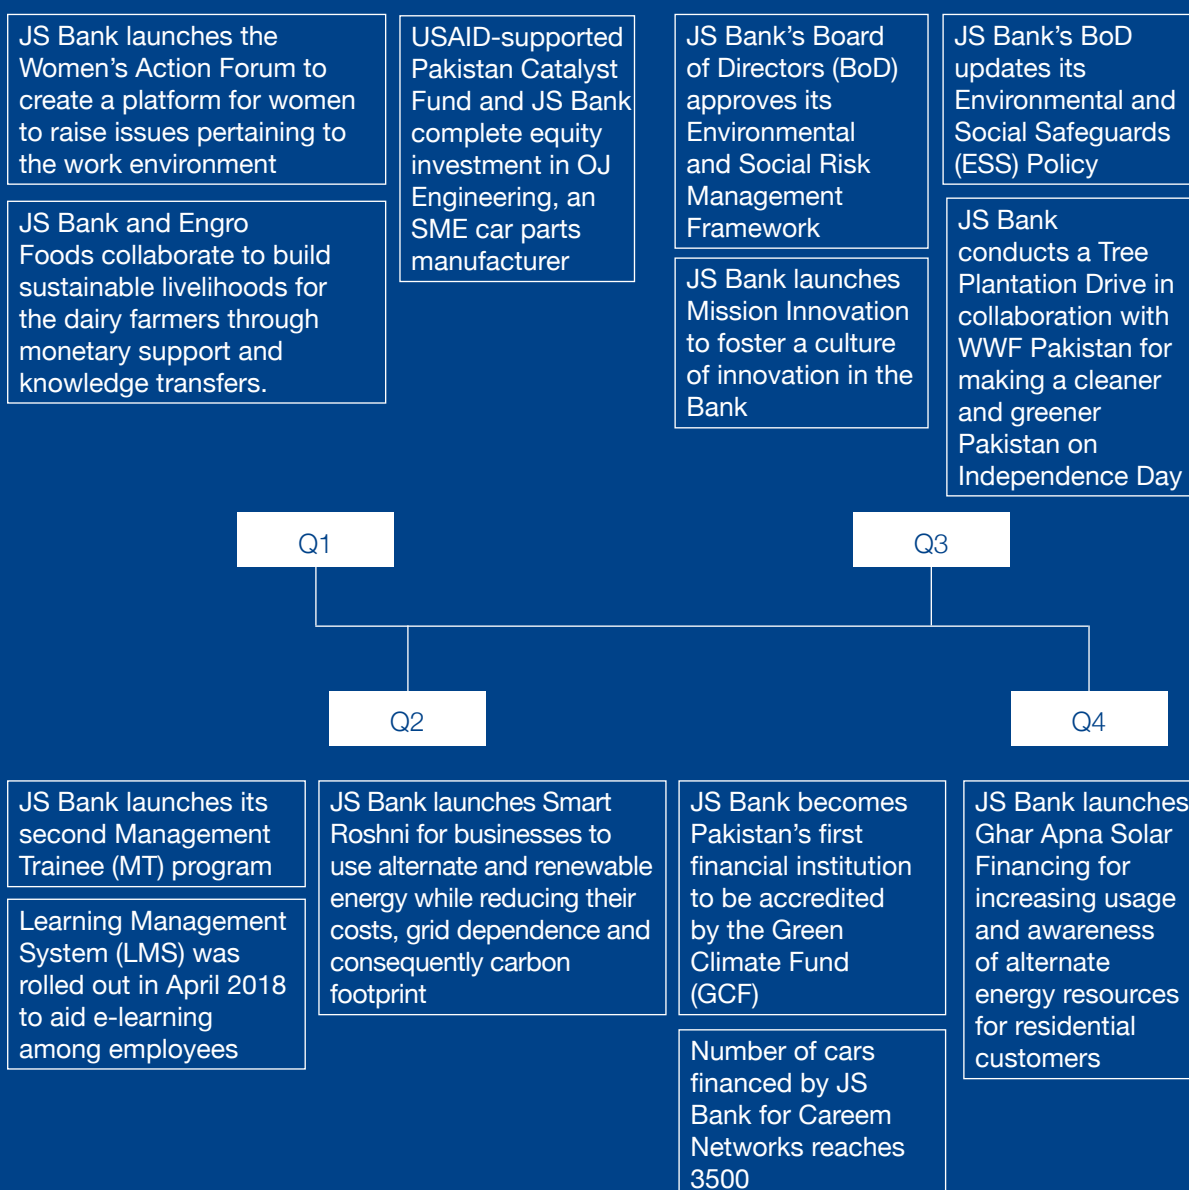 JS Bank launches the
Women's Action Forum to
create a platform for women
to raise issues pertaining to
the work environment
JS Bank and Engro
Foods collaborate to build
sustainable livelihoods for
the dairy farmers through
monetary support and
knowledge transfers.
USAID-supported
Pakistan Catalyst
Fund and JS Bank
complete equity
investment in OJ
Engineering, an
SME car parts
manufacturer
JS Bank's Board
of Directors (BoD)
approves its
Environmental
and Social Risk
Management
Framework
JS Bank launches
Mission Innovation
to foster a culture
of innovation in the
Bank
JS Bank's BoD
updates its
Environmental and
Social Safeguards
(ESS) Policy
JS Bank
conducts a Tree
Plantation Drive in
collaboration with
WWF Pakistan for
making a cleaner
and greener
Pakistan on
Independence Day
Q1
Q3
Q2
Q4
JS Bank launches its
second Management
Trainee (MT) program
Learning Management
System (LMS) was
rolled out in April 2018
to aid e-learning
among employees
JS Bank launches Smart
Roshni for businesses to
use alternate and renewable
energy while reducing their
costs, grid dependence and
consequently carbon
footprint
JS Bank becomes
Pakistan's first
financial institution
to be accredited
by the Green
Climate Fund
(GCF)
Number of cars
financed by JS
Bank for Careem
Networks reaches
3500
JS Bank launches
Ghar Apna Solar
Financing for
increasing usage
and awareness
of alternate
energy resources
for residential
customers